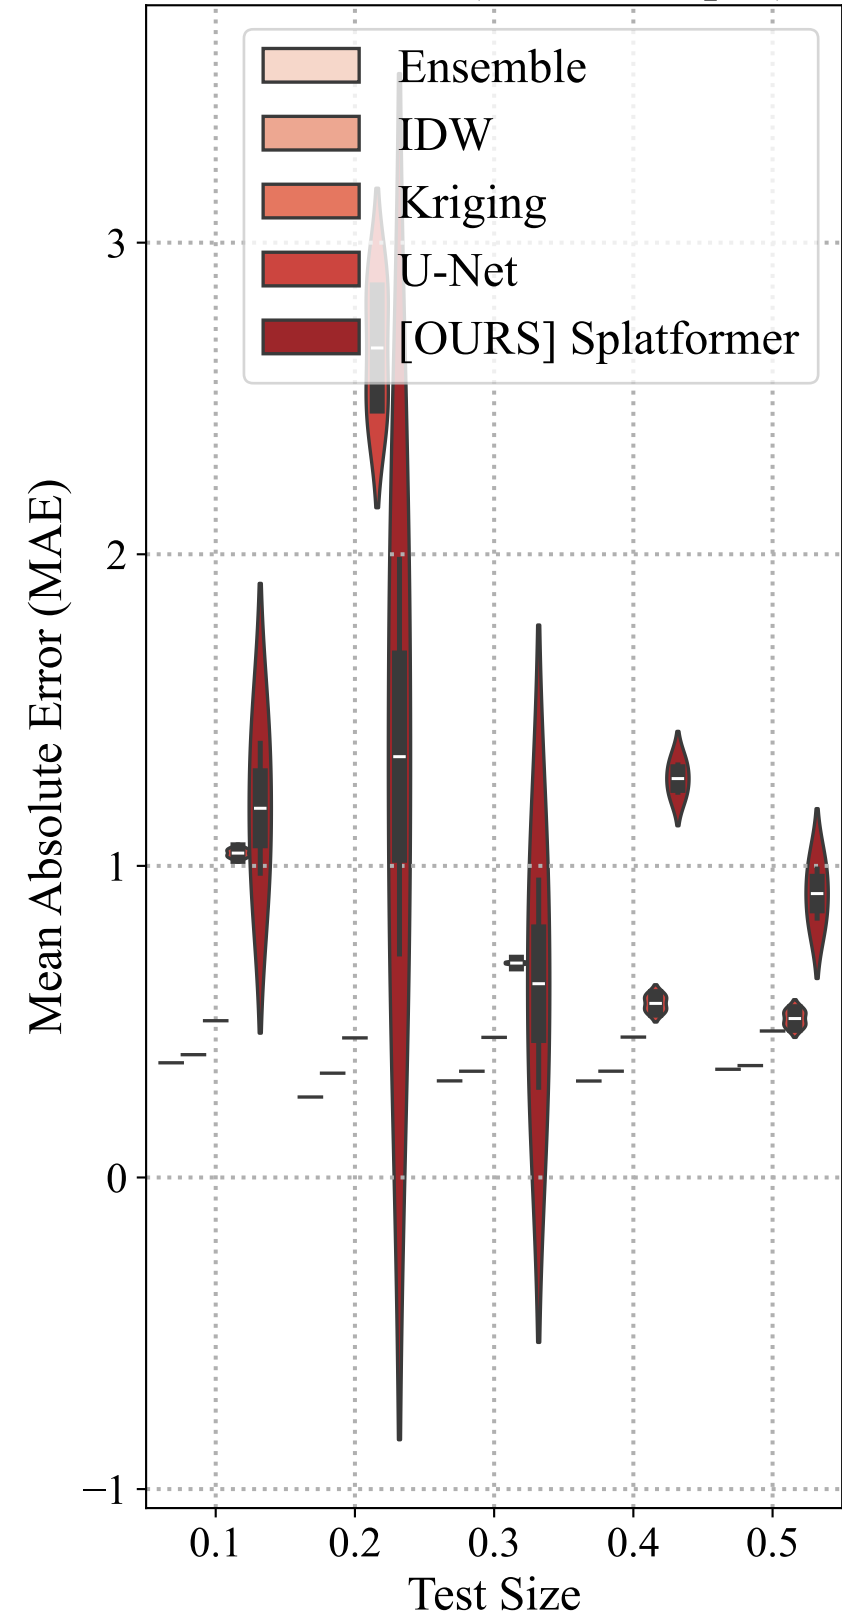 Ensemble
IDW
Kriging
U-Net
[OURS] Splatformer
Mean Absolute Error (MAE)
3
2
1
0
−1
0.1 0.2 0.3 0.4 0.5
Test Size